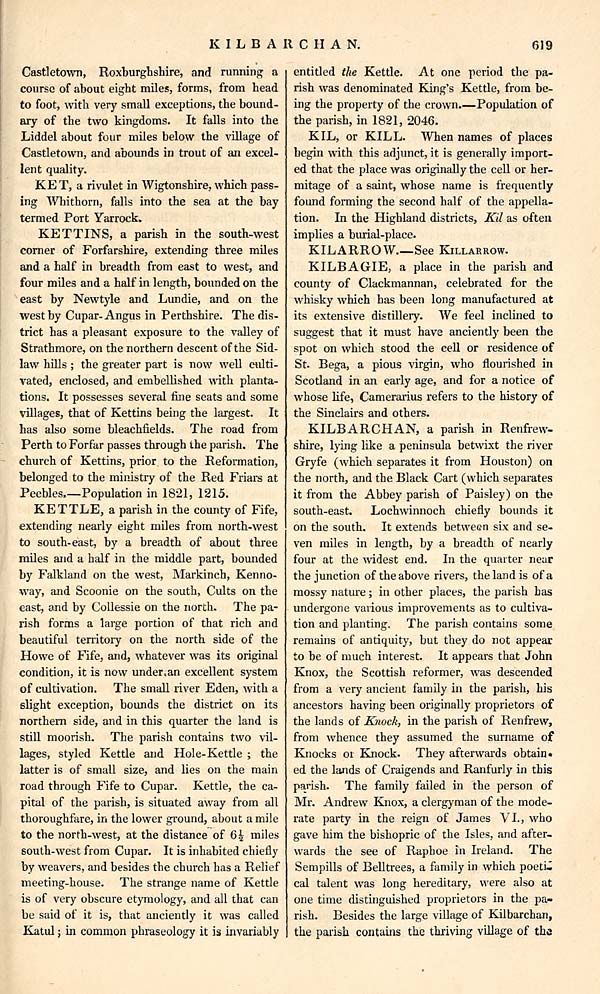 KILBARCHAN.
619
Castletown, Roxburghshire, and running a
course of about eight miles, forms, from head
to foot, with very small exceptions, the bound-
ary of the two kingdoms. It falls into the
Liddel about four miles below the village of
Castletown, and abounds in trout of an excel-
lent quality.
KET, a rivulet in Wigtonshire, which pass-
ing Whithorn, falls into the sea at the bay
termed Port Yarrock.
KETTINS, a parish in the south-west
corner of Forfarshire, extending three miles
and a half in breadth from east to west, and
four miles and a half in length, bounded on the
east by Newtyle and Lundie, and on the
west by Cupar-Angus in Perthshire. The dis-
trict has a pleasant exposure to the valley of
Strathmore, on the northern descent of the Sid-
law hills; the greater part is now well culti-
vated, enclosed, and embellished with planta-
tions. It possesses several fine seats and some
villages, that of Kettins being the largest. It
has also some bleachfields. The road from
Perth to Forfar passes through the parish. The
church of Kettins, prior to the Reformation,
belonged to the ministry of the Red Friars at
Peebles.—Population in 1821, 1215.
KETTLE, a parish in the county of Fife,
extending nearly eight miles from north-west
to south-east, by a breadth of about three
miles and a half in the middle part, bounded
by Falkland on the west, Markinch, Kenno-
way, and Scoonie on the south, Cults on the
east, and by Collessie on the north. The pa-
rish forms a large portion of that rich and
beautiful territory on the north side of the
Howe of Fife, and, whatever was its original
condition, it is now under an excellent system
of cultivation. The small river Eden, with a
slight exception, bounds the district on its
northern side, and in this quarter the land is
still moorish. The parish contains two vil-
lages, styled Kettle and Hole-Kettle; the
latter is of small size, and lies on the main
road through Fife to Cupar. Kettle, the ca-
pital of the parish, is situated away from all
thoroughfare, in the lower ground, about a mile
to the north-west, at the distance of 6½ miles
south-west from Cupar. It is inhabited chiefly
by weavers, and besides the church has a Relief
meeting-house. The strange name of Kettle
is of very obscure etymology, and all that can
be said of it is, that anciently it was called
Katul; in common phraseology it is invariably
entitled the Kettle. At one period the pa-
rish was denominated King's Kettle, from be-
ing the property of the crown.—Population of
the parish, in 1821, 2046.
KIL, or KILL. When names of places
begin with this adjunct, it is generally import-
ed that the place was originally the cell or her-
mitage of a saint, whose name is frequently
found forming the second half of the appella-
tion. In the Highland districts, Kil as often
implies a burial-place.
KILARROW.—See KILLARROW.
KILBAGIE, a place in the parish and
county of Clackmannan, celebrated for the
whisky which has been long manufactured at
its extensive distillery. We feel inclined to
suggest that it must have anciently been the
spot on which stood the cell or residence of
St. Bega, a pious virgin, who flourished in
Scotland in an early age, and for a notice of
whose life, Camerarius refers to the history of
the Sinclairs and others.
KILBARCHAN, a parish in Renfrew-
shire, lying like a peninsula betwixt the river
Gryfe (which separates it from Houston) on
the north, and the Black Cart (which separates
it from the Abbey parish of Paisley) on the
south-east. Lochwinnoch chiefly bounds it
on the south. It extends between six and se-
ven miles in length, by a breadth of nearly
four at the widest end. In the quarter near
the junction of the above rivers, the land is of a
mossy nature; in other places, the parish has
undergone various improvements as to cultiva-
tion and planting. The parish contains some
remains of antiquity, but they do not appear
to be of much interest. It appears that John
Knox, the Scottish reformer, was descended
from a very ancient family in the parish, his
ancestors having been originally proprietors of
the lands of Knock, in the parish of Renfrew,
from whence they assumed the surname of
Knocks or Knock. They afterwards obtain-
ed the lands of Craigends and Ranfurly in this
parish. The family failed in the person of
Mr. Andrew Knox, a clergyman of the mode-
rate party in the reign of James VI., who
gave him the bishopric of the Isles, and after-
wards the see of Raphoe in Ireland. The
Sempills of Belltrees, a family in which poeti-
cal talent was long hereditary, were also at
one time distinguished proprietors in the pa-
rish. Besides the large village of Kilbarchan,
the parish contains the thriving village of the